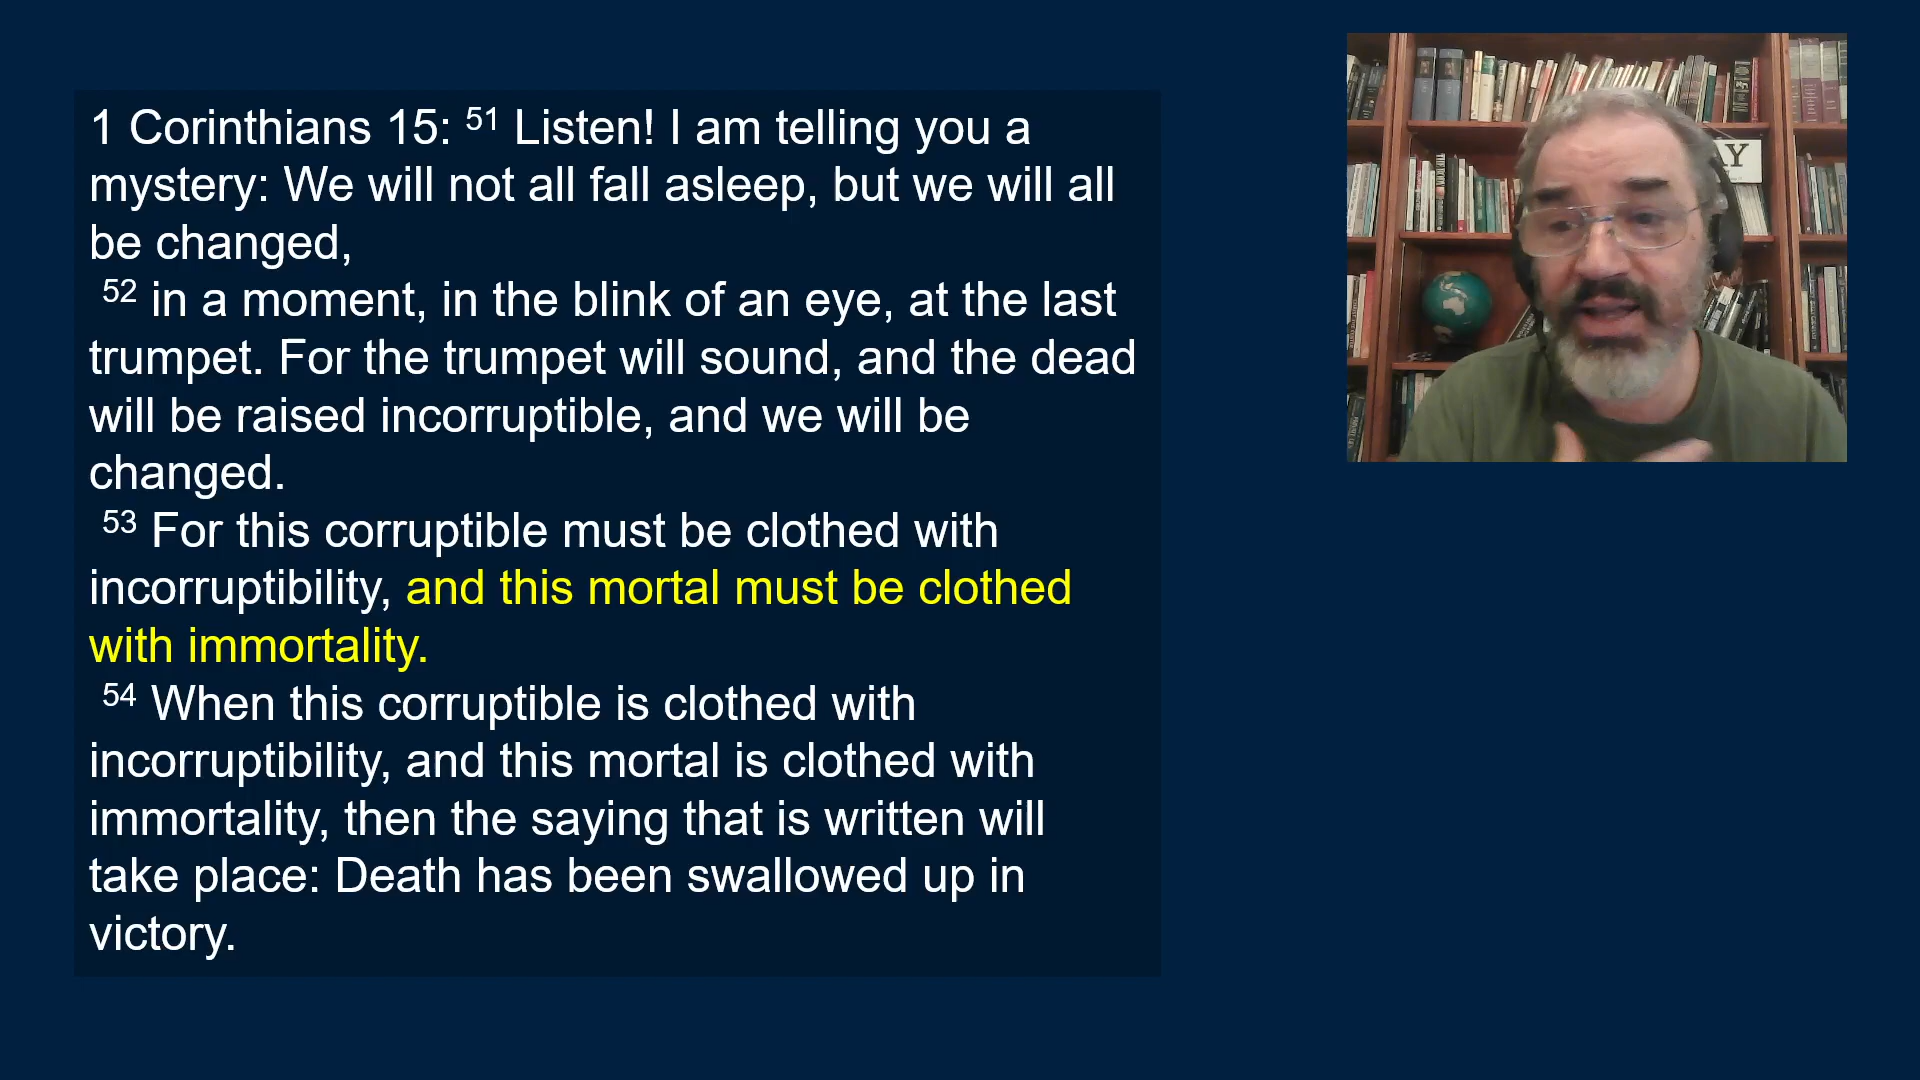 1 Corinthians 15: 51 Listen! I am telling you a
mystery: We will not all fall asleep, but we will all
be changed,
52 in a moment, in the blink of an eye, at the last
trumpet. For the trumpet will sound, and the dead
will be raised incorruptible, and we will be
changed.
53 For this corruptible must be clothed with
incorruptibility, and this mortal must be clothed
with immortality.
54 When this corruptible is clothed with
incorruptibility, and this mortal is clothed with
immortality, then the saying that is written will
take place: Death has been swallowed up in
victory.
AY